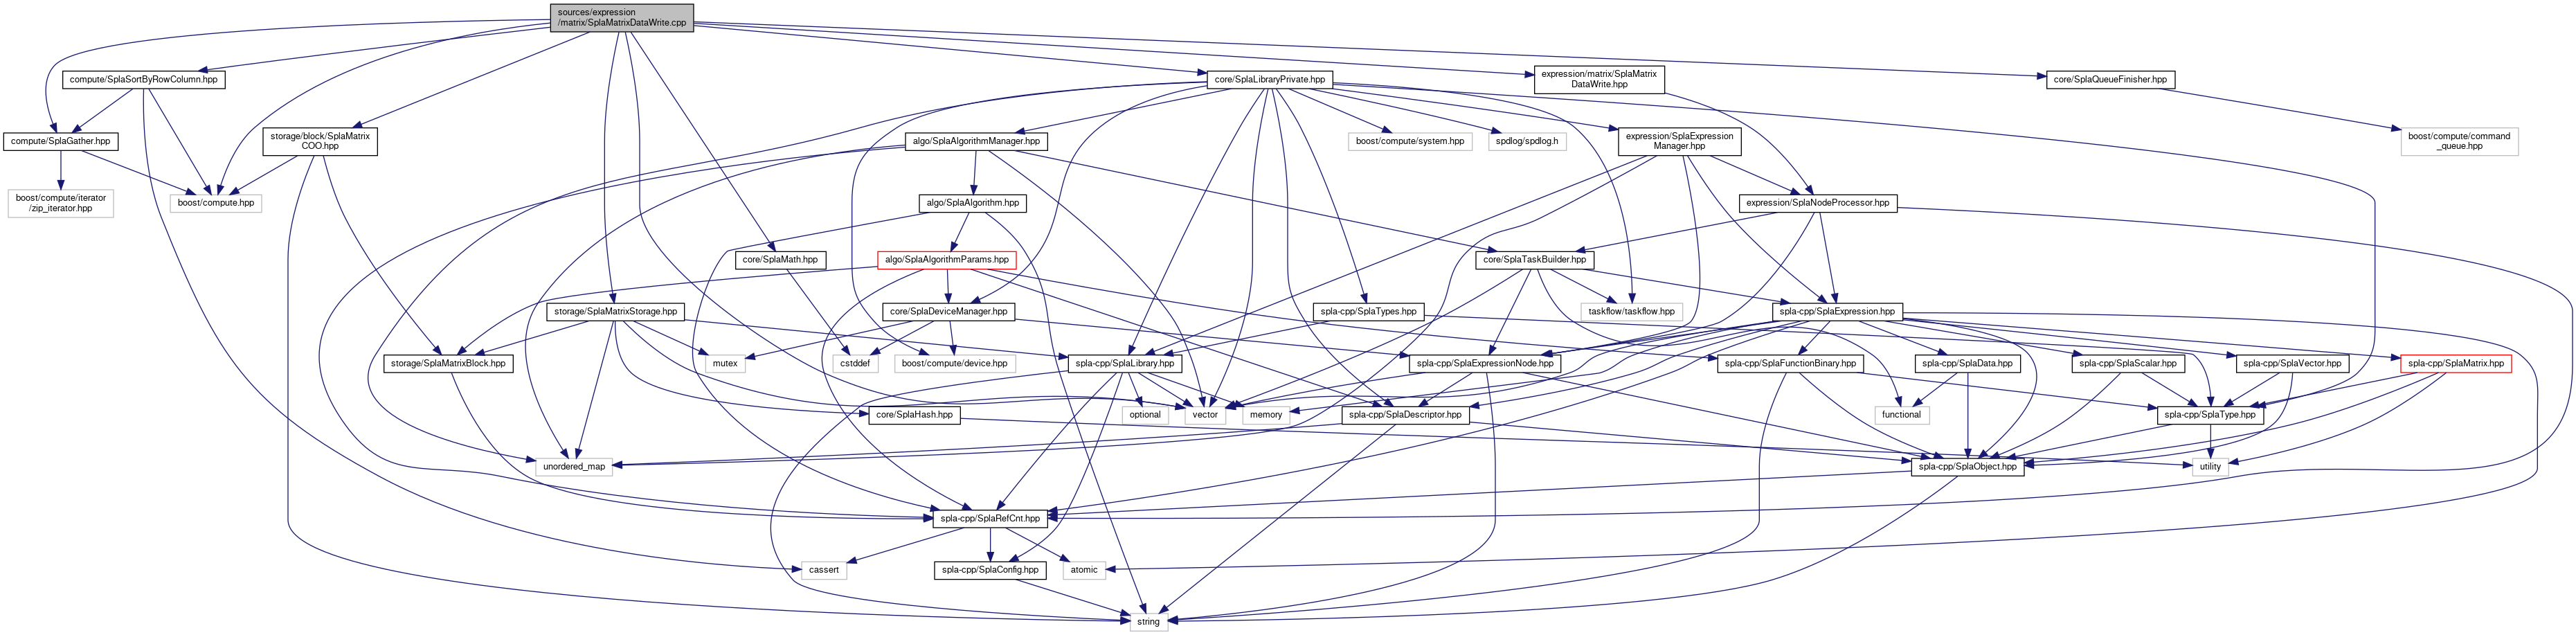 sources/expression
/matrix/SplaMatrixDataWrite.cpp
compute/SplaSortByRowColumn.hpp
core/SplaLibraryPrivate.hpp
expression/matrix/SplaMatrix
DataWrite.hpp
core/SplaQueueFinisher.hpp
compute/SplaGather.hpp
storage/block/SplaMatrix
COO.hpp
algo/SplaAlgorithmManager.hpp
boost/compute/system.hpp
spdlog/spdlog.h
expression/SplaExpression
Manager.hpp
boost/compute/command
_queue.hpp
boost/compute/iterator
/zip_iterator.hpp
boost/compute.hpp
algo/SplaAlgorithm.hpp
expression/SplaNodeProcessor.hpp
core/SplaMath.hpp
algo/SplaAlgorithmParams.hpp
core/SplaTaskBuilder.hpp
storage/SplaMatrixStorage.hpp
core/SplaDeviceManager.hpp
spla-cpp/SplaTypes.hpp
taskflow/taskflow.hpp
spla-cpp/SplaExpression.hpp
storage/SplaMatrixBlock.hpp
mutex
cstddef
boost/compute/device.hpp
spla-cpp/SplaLibrary.hpp
spla-cpp/SplaExpressionNode.hpp
spla-cpp/SplaFunctionBinary.hpp
spla-cpp/SplaData.hpp
spla-cpp/SplaScalar.hpp
spla-cpp/SplaVector.hpp
spla-cpp/SplaMatrix.hpp
core/SplaHash.hpp
optional
vector
memory
spla-cpp/SplaDescriptor.hpp
functional
spla-cpp/SplaType.hpp
unordered_map
spla-cpp/SplaObject.hpp
utility
spla-cpp/SplaRefCnt.hpp
cassert
spla-cpp/SplaConfig.hpp
atomic
string